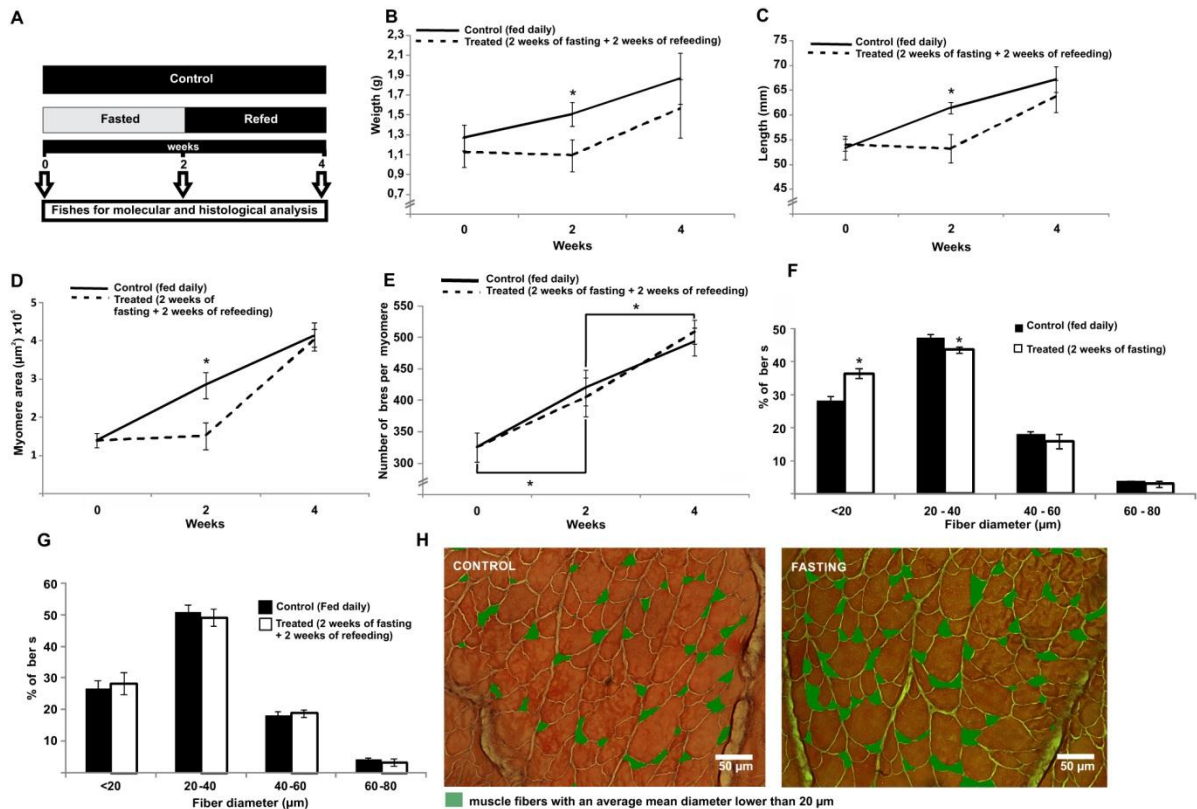 A
Control
Fasted Refed
weeks
0 2 4
Fishes for molecular and histological analysis
B
Control (fed daily)
Treated (2 weeks of fasting + 2 weeks of refeeding)
Weigth (g)
2,3
2,1
1,9
1,7
1,5
1,3
1,1
0,9
0,7
*
0 2 4
Weeks
C
Control (fed daily)
Treated (2 weeks of fasting + 2 weeks of refeeding)
Length (mm)
75
70
65
60
55
50
45
*
0 2 4
Weeks
D
Control (fed daily)
Treated (2 weeks of
fasting + 2 weeks of refeeding)
Myomere area (µm²) x10⁵
5
4
3
2
1
*
0 2 4
Weeks
E
Control (fed daily)
Treated (2 weeks of fasting + 2 weeks of refeeding)
Number of bres per myomere
550
500
450
400
350
300
*
*
0 2 4
Weeks
F
Control (fed daily)
Treated (2 weeks of fasting)
% of ber s
50
40
30
20
10
*
*
<20 20 - 40 40 - 60 60 - 80
Fiber diameter (µm)
G
Control (Fed daily)
Treated (2 weeks of fasting
+ 2 weeks of refeeding)
% of ber s
60
50
40
30
20
10
<20 20-40 40-60 60-80
Fiber diameter (µm)
H
CONTROL
50 µm
FASTING
50 µm
muscle fibers with an average mean diameter lower than 20 µm